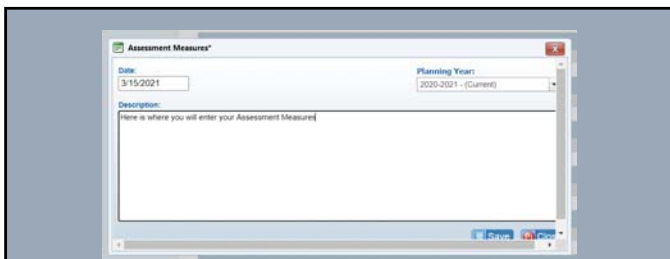 Assessment Measures*
Date:
Planning Year:
3/15/2021
2020-2021 - (Current)
Description:
Here is where you will enter your Assessment Measures
Save